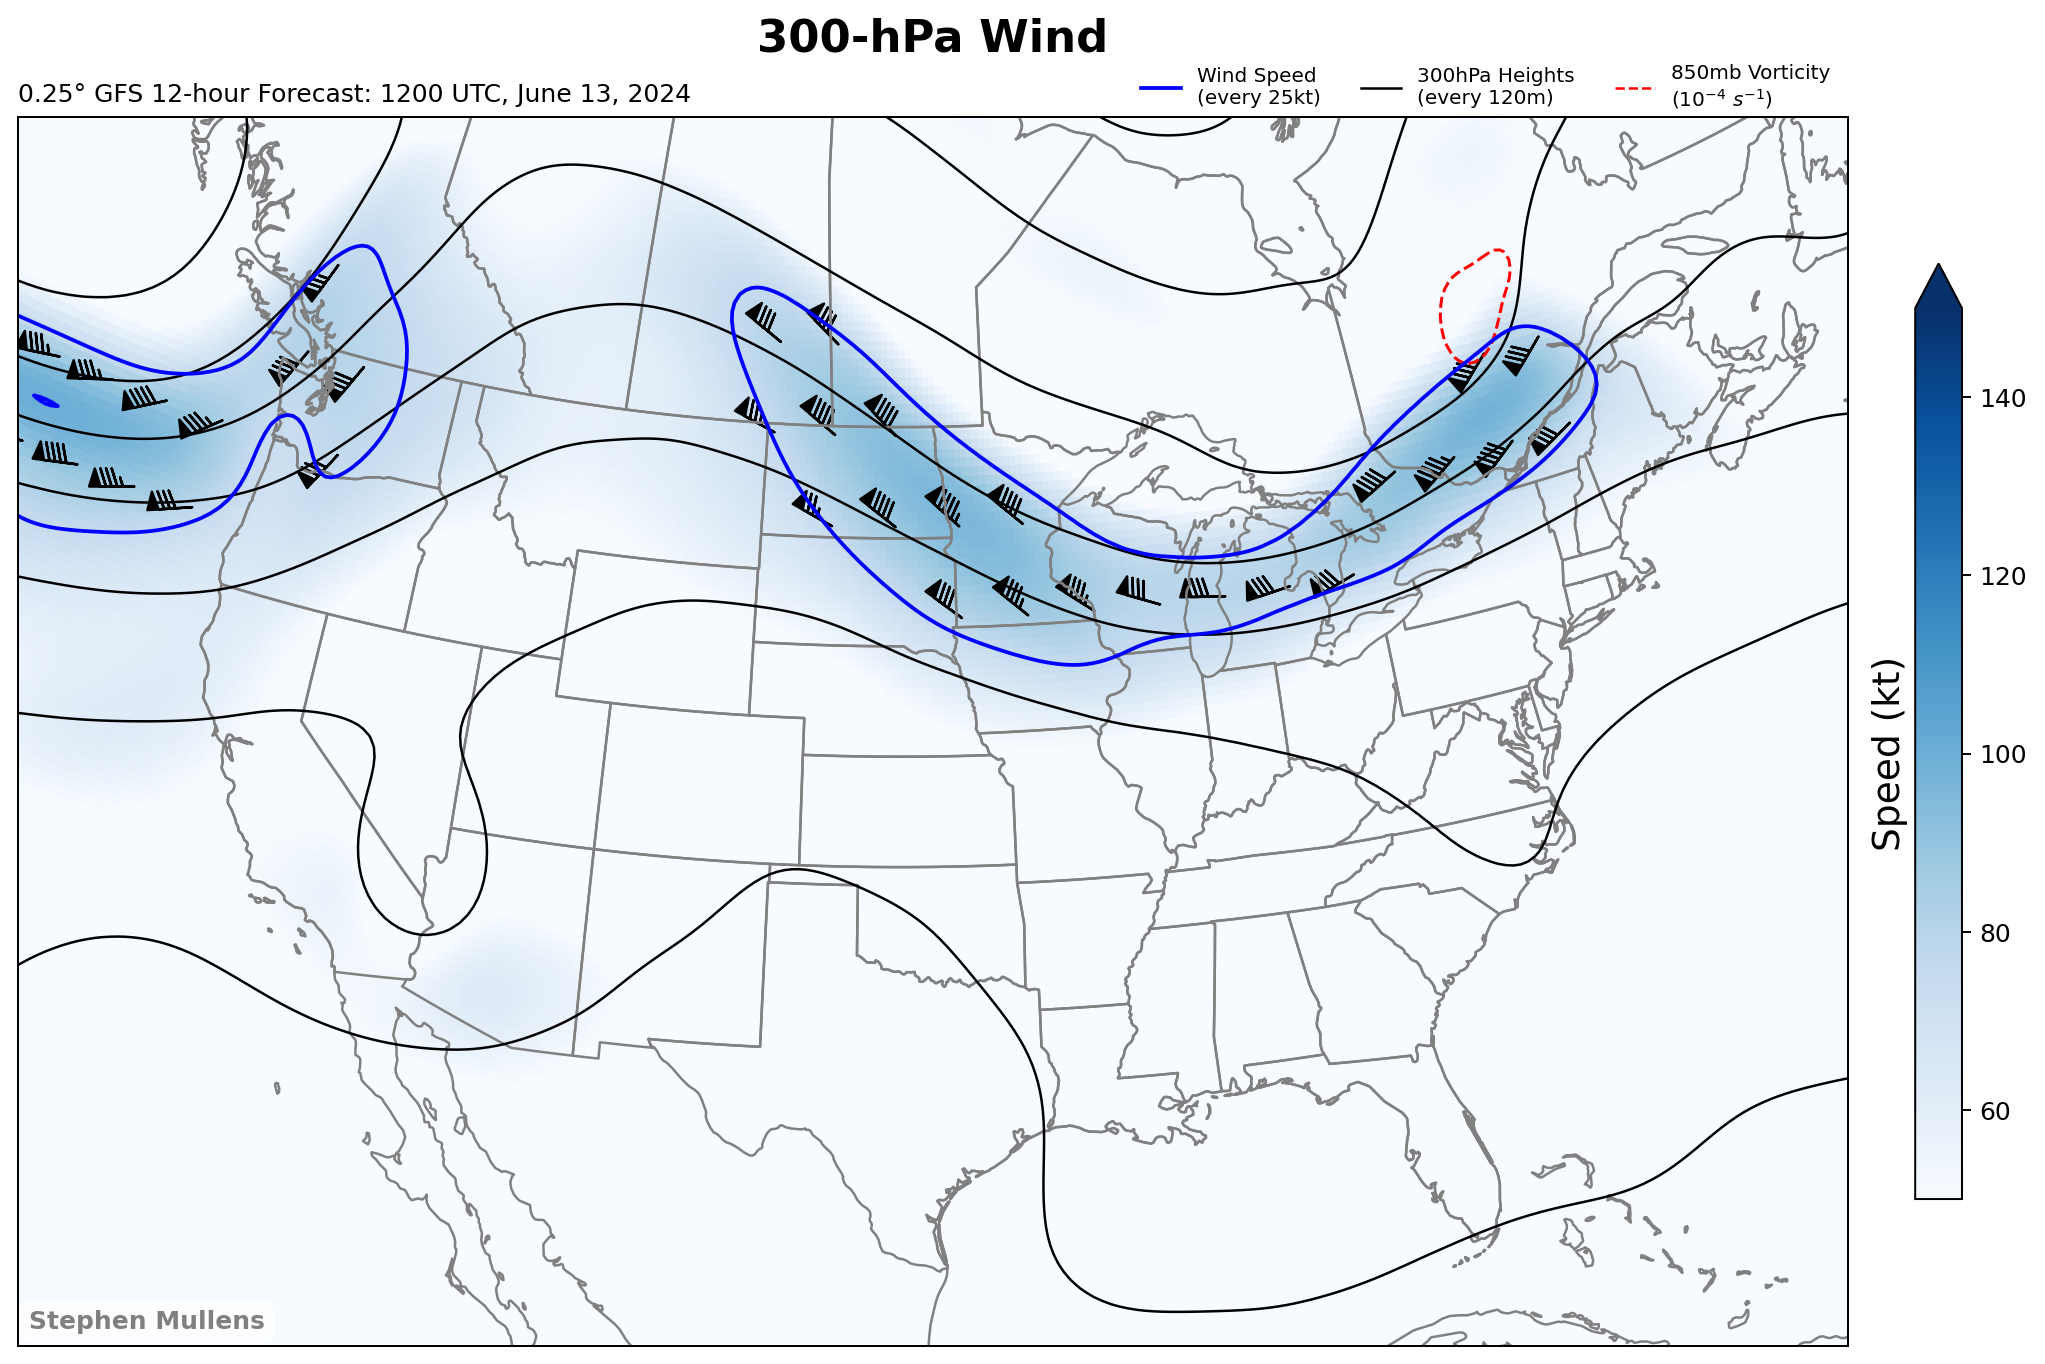 300-hPa Wind
0.25° GFS 12-hour Forecast: 1200 UTC, June 13, 2024
Wind Speed
(every 25kt)
300hPa Heights
(every 120m)
850mb Vorticity
(10⁻⁴ s⁻¹)
140
120
100
80
60
Speed (kt)
Stephen Mullens